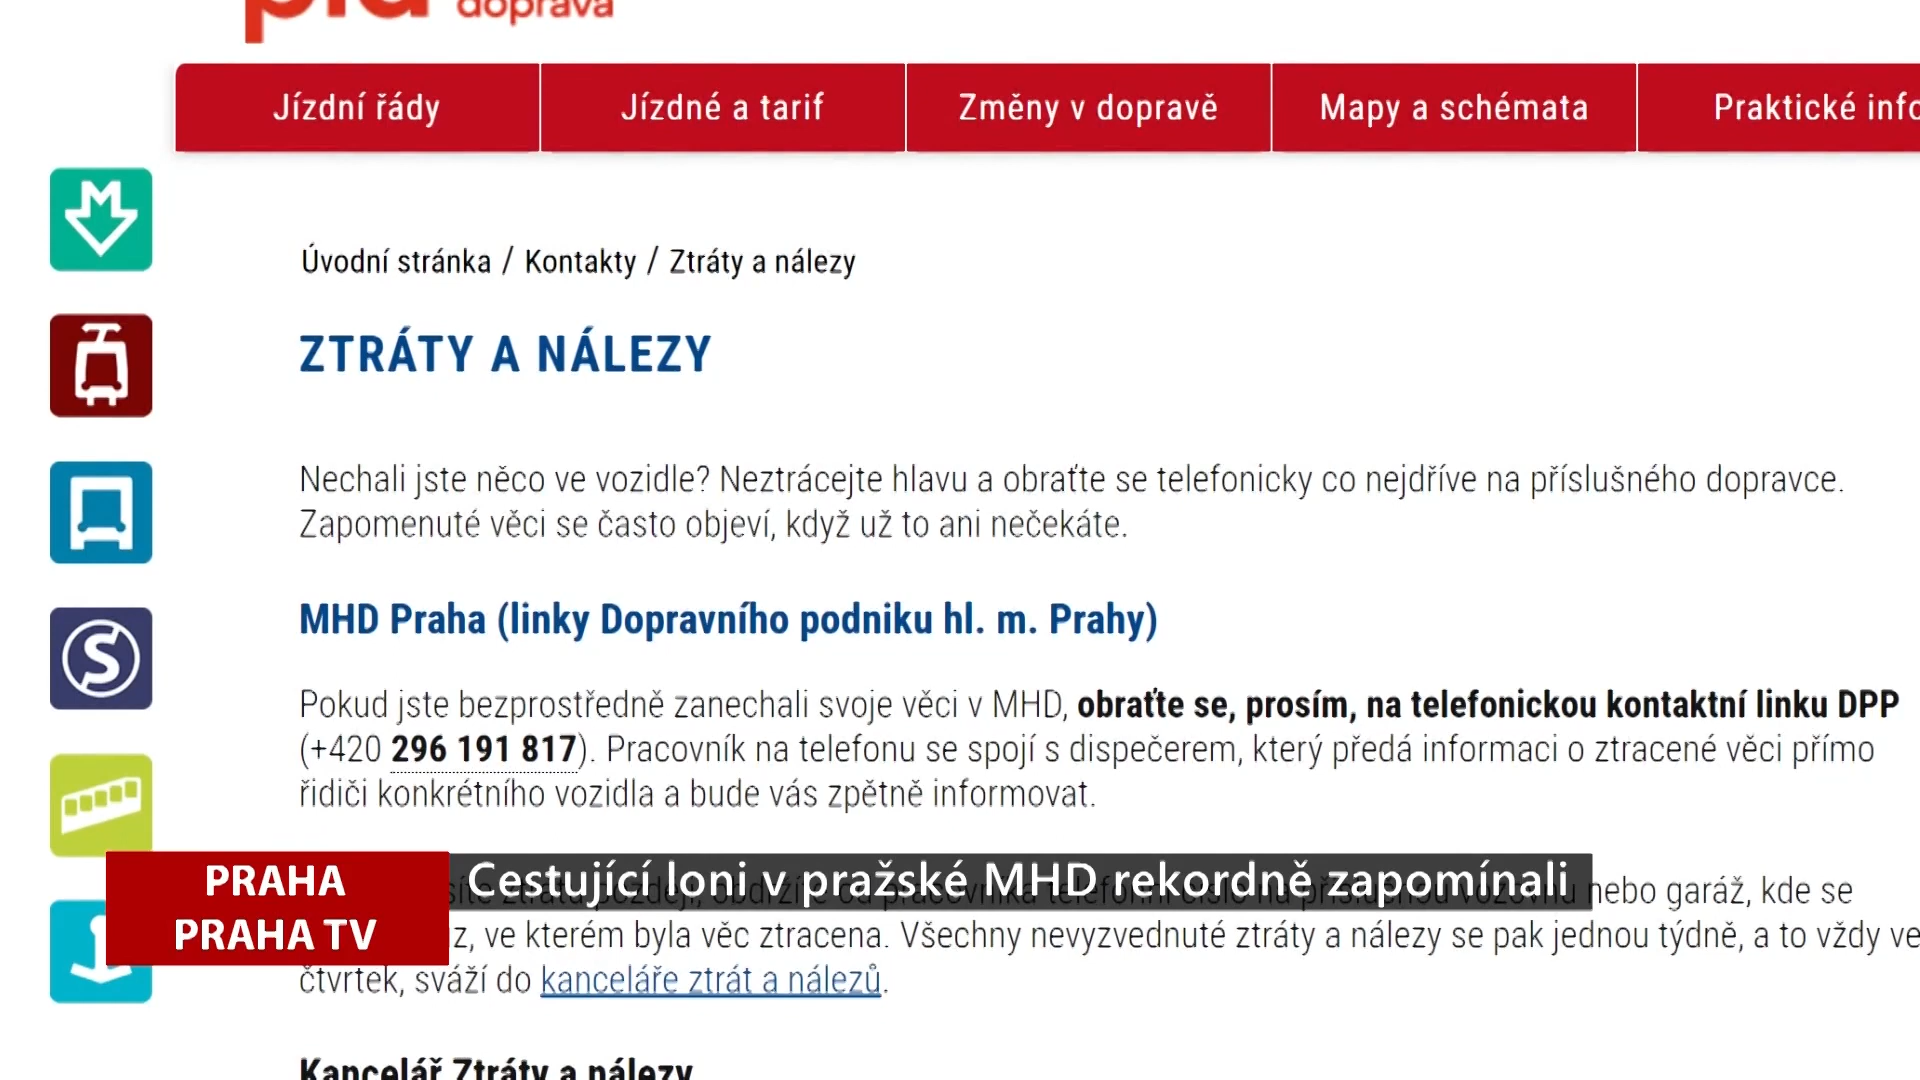 doprava
Jízdní řády
Jízdné a tarif
Změny v dopravě
Mapy a schémata
Praktické info
Úvodní stránka / Kontakty / Ztráty a nálezy
ZTRÁTY A NÁLEZY
Nechali jste něco ve vozidle? Neztrácejte hlavu a obraťte se telefonicky co nejdříve na příslušného dopravce.
Zapomenuté věci se často objeví, když už to ani nečekáte.
MHD Praha (linky Dopravního podniku hl. m. Prahy)
Pokud jste bezprostředně zanechali svoje věci v MHD, obraťte se, prosím, na telefonickou kontaktní linku DPP
(+420 296 191 817). Pracovník na telefonu se spojí s dispečerem, který předá informaci o ztracené věci přímo
řidiči konkrétního vozidla a bude vás zpětně informovat.
PRAHA
PRAHA TV
Cestující loni v pražské MHD rekordně zapomínali
nebo garáž, kde se
z, ve kterém byla věc ztracena. Všechny nevyzvednuté ztráty a nálezy se pak jednou týdně, a to vždy ve
čtvrtek, sváží do kanceláře ztrát a nálezů.
Kancelář Ztráty a nálezy